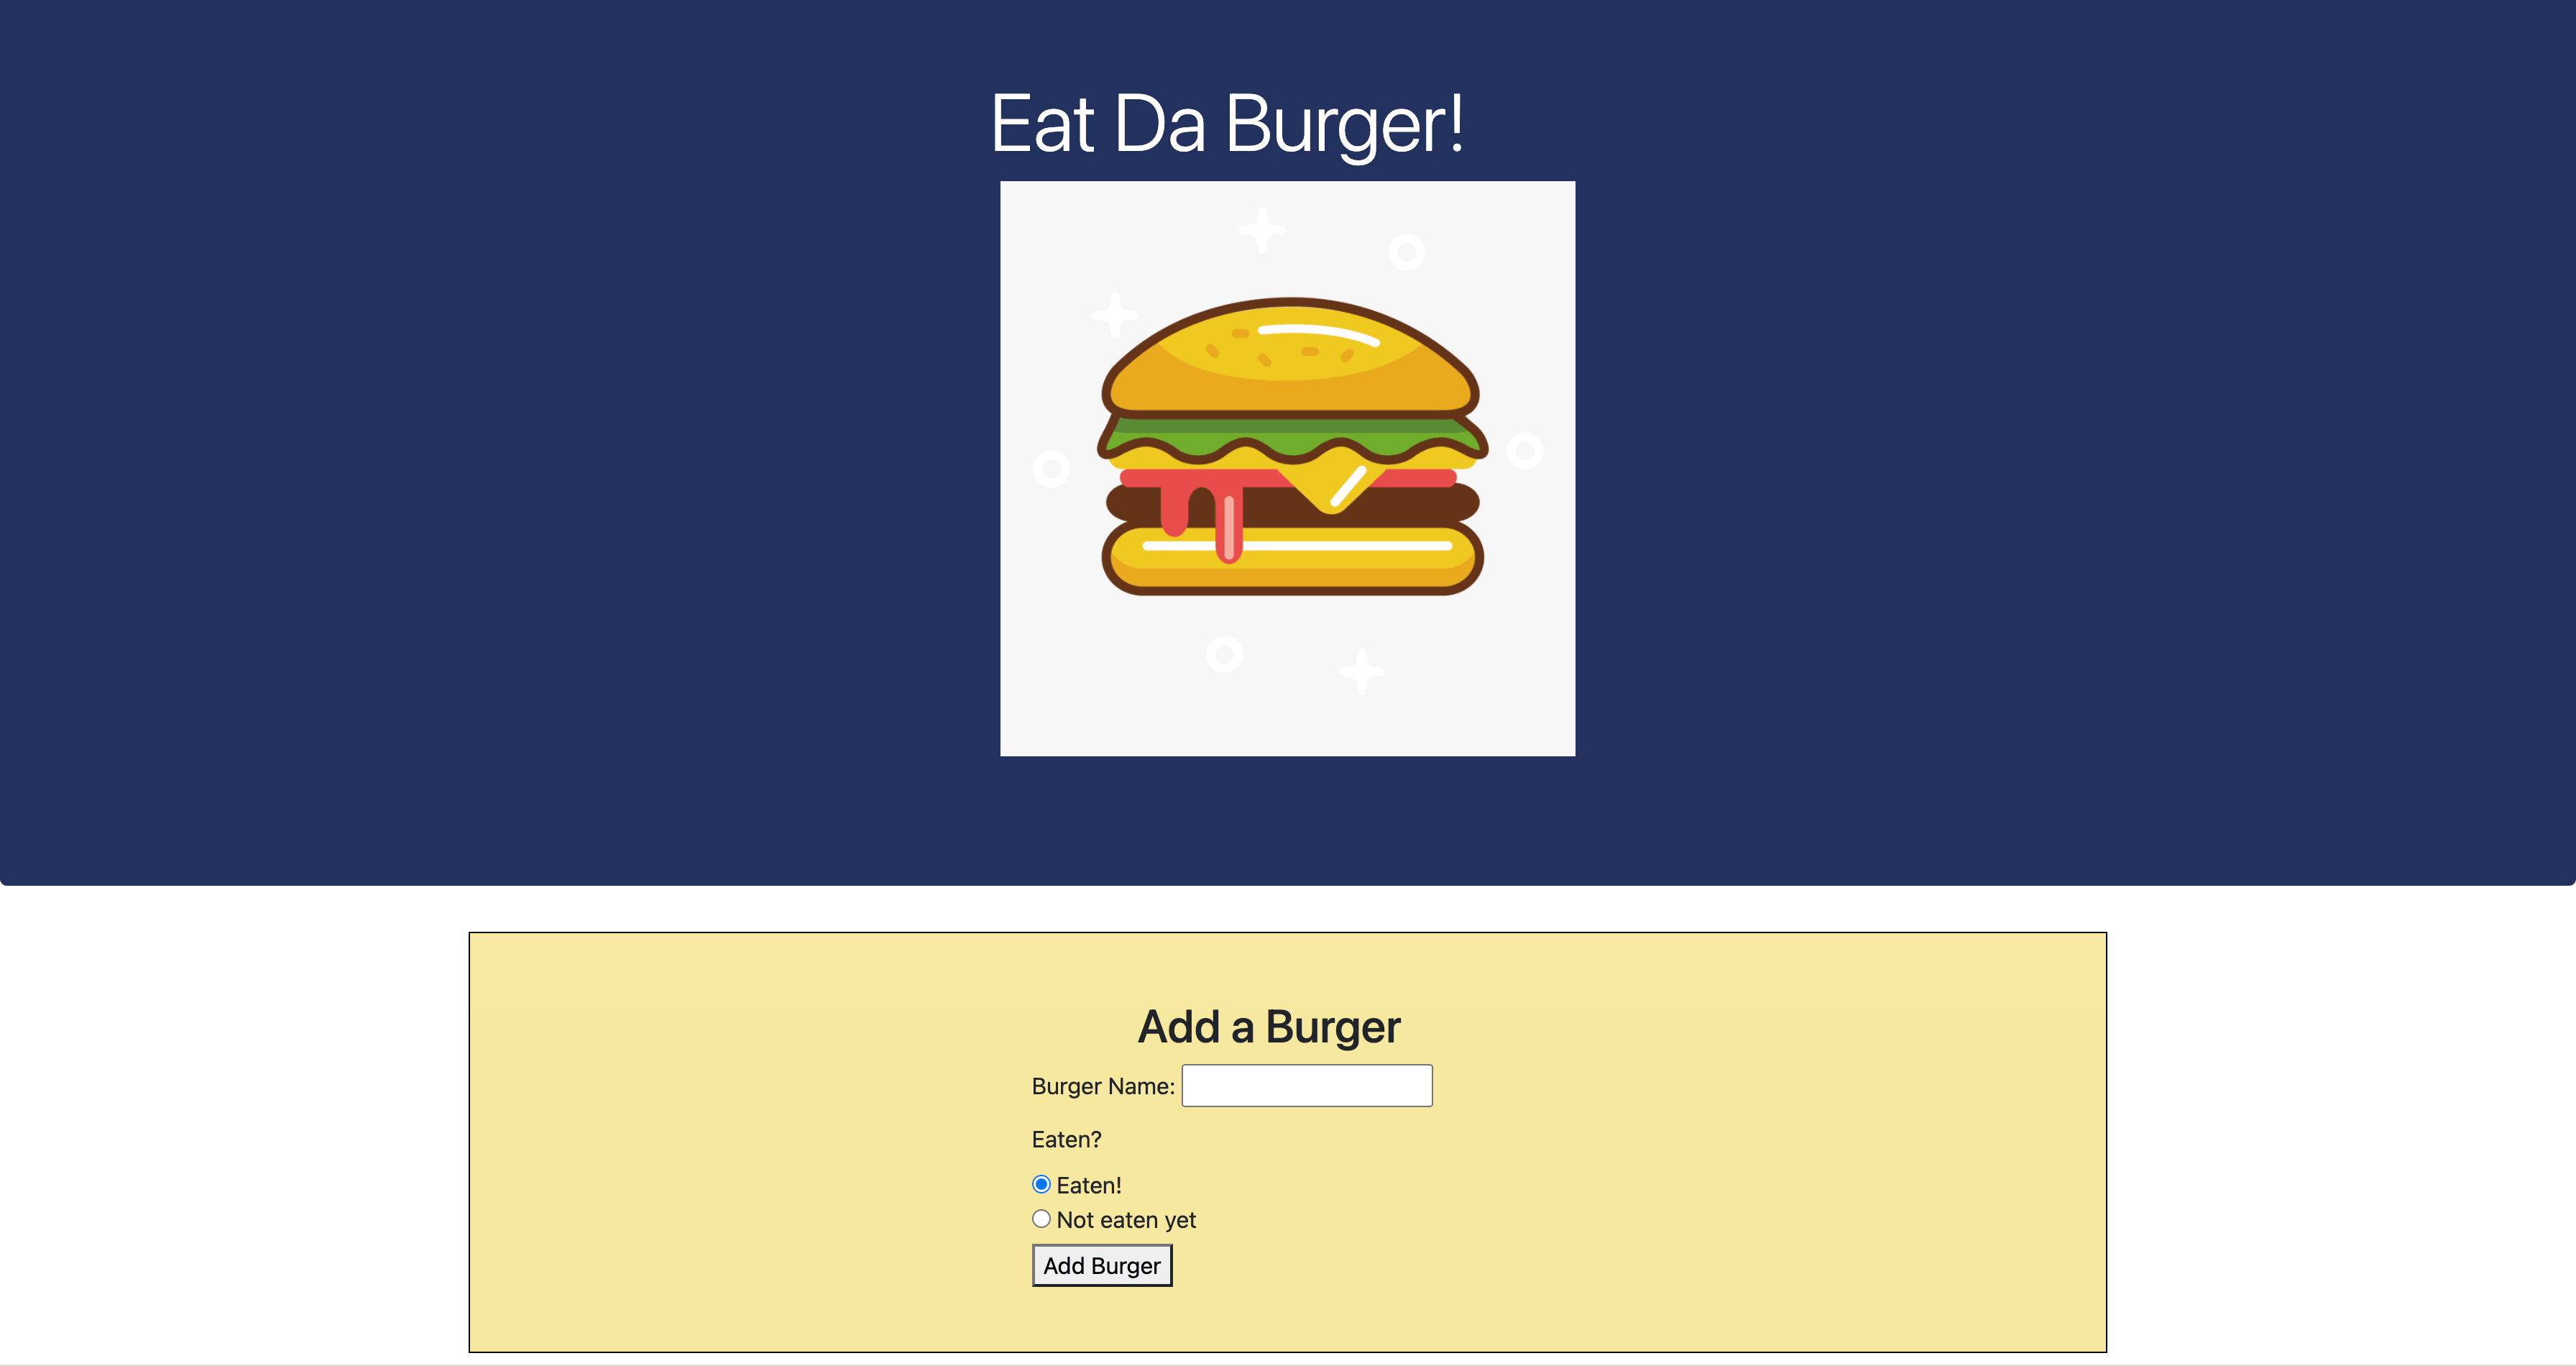 Eat Da Burger!
Add a Burger
Burger Name:
Eaten?
Eaten!
Not eaten yet
Add Burger